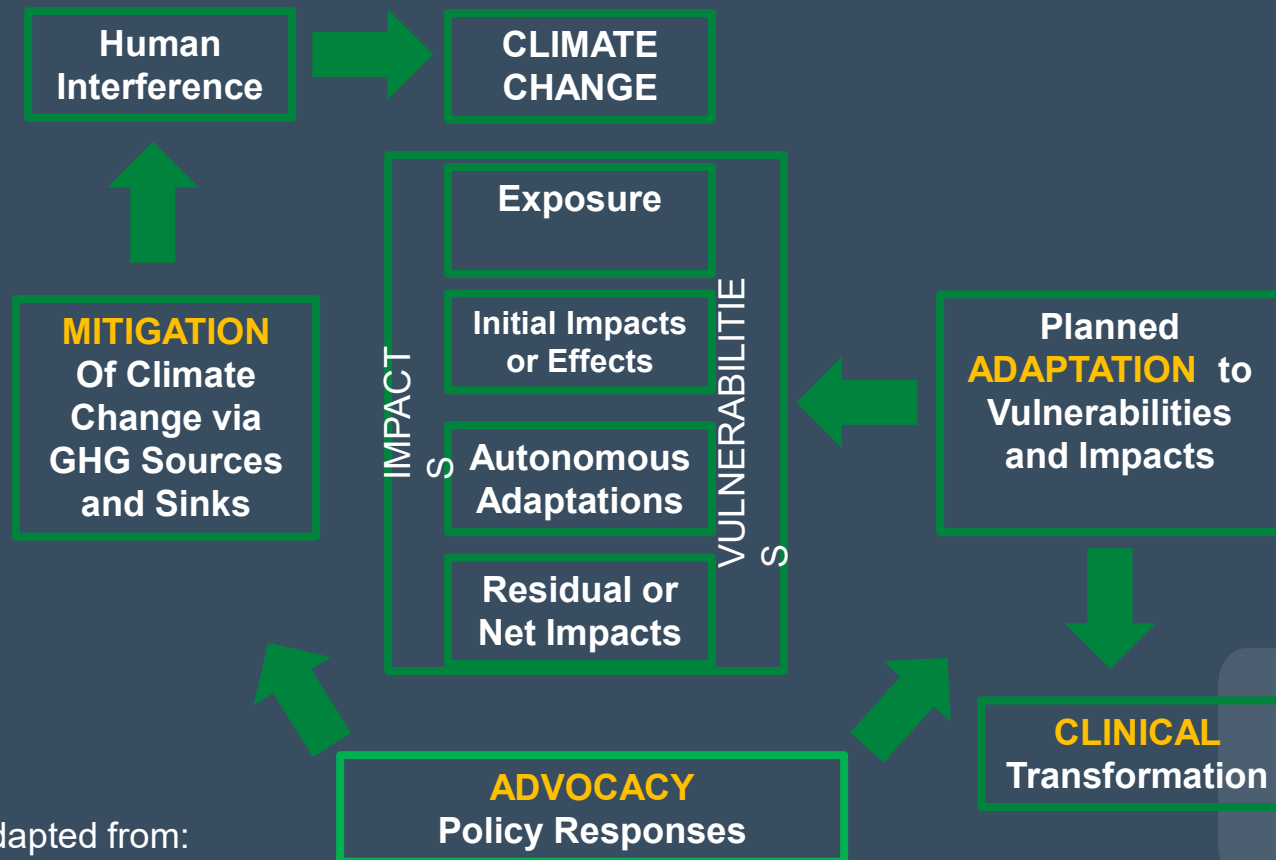 Human
Interference
CLIMATE
CHANGE
Exposure
Initial Impacts
or Effects
Autonomous
Adaptations
Residual or
Net Impacts
IMPACT
S
VULNERABILITIE
S
MITIGATION
Of Climate
Change via
GHG Sources
and Sinks
Planned
ADAPTATION to
Vulnerabilities
and Impacts
CLINICAL
Transformation
ADVOCACY
Policy Responses
dapted from: